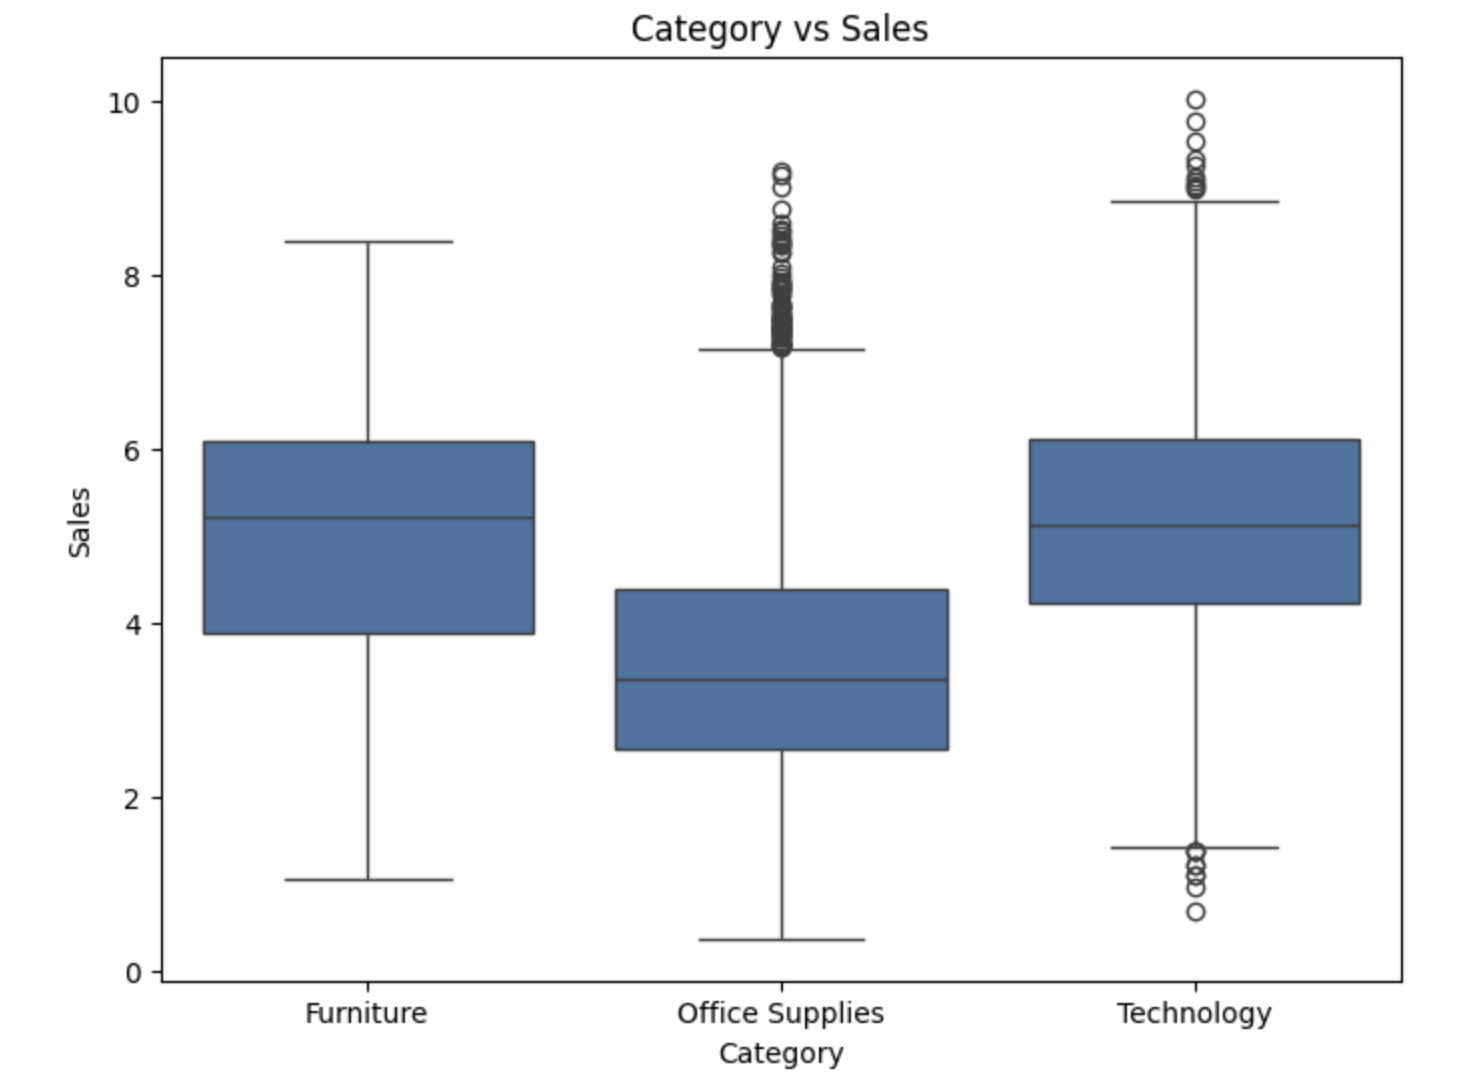 Category vs Sales
10
8
6
4
2
0
Sales
Furniture
Office Supplies
Technology
Category